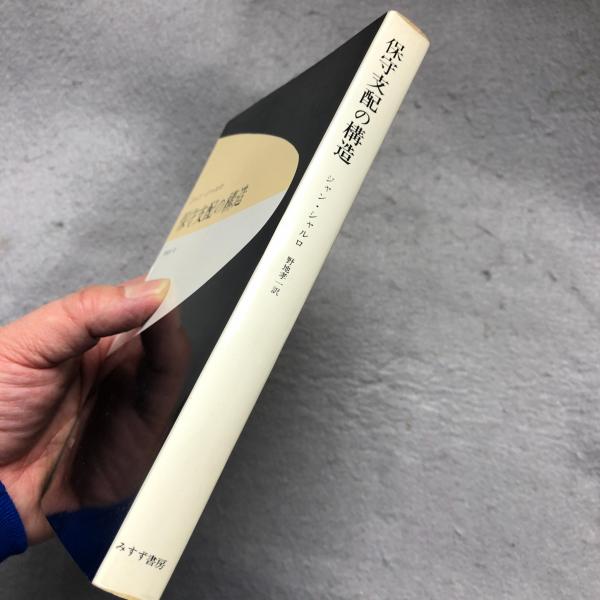 保守支配の構造
ジャン・シャルロ
野地孝一訳
みすず書房
保守支配の構造